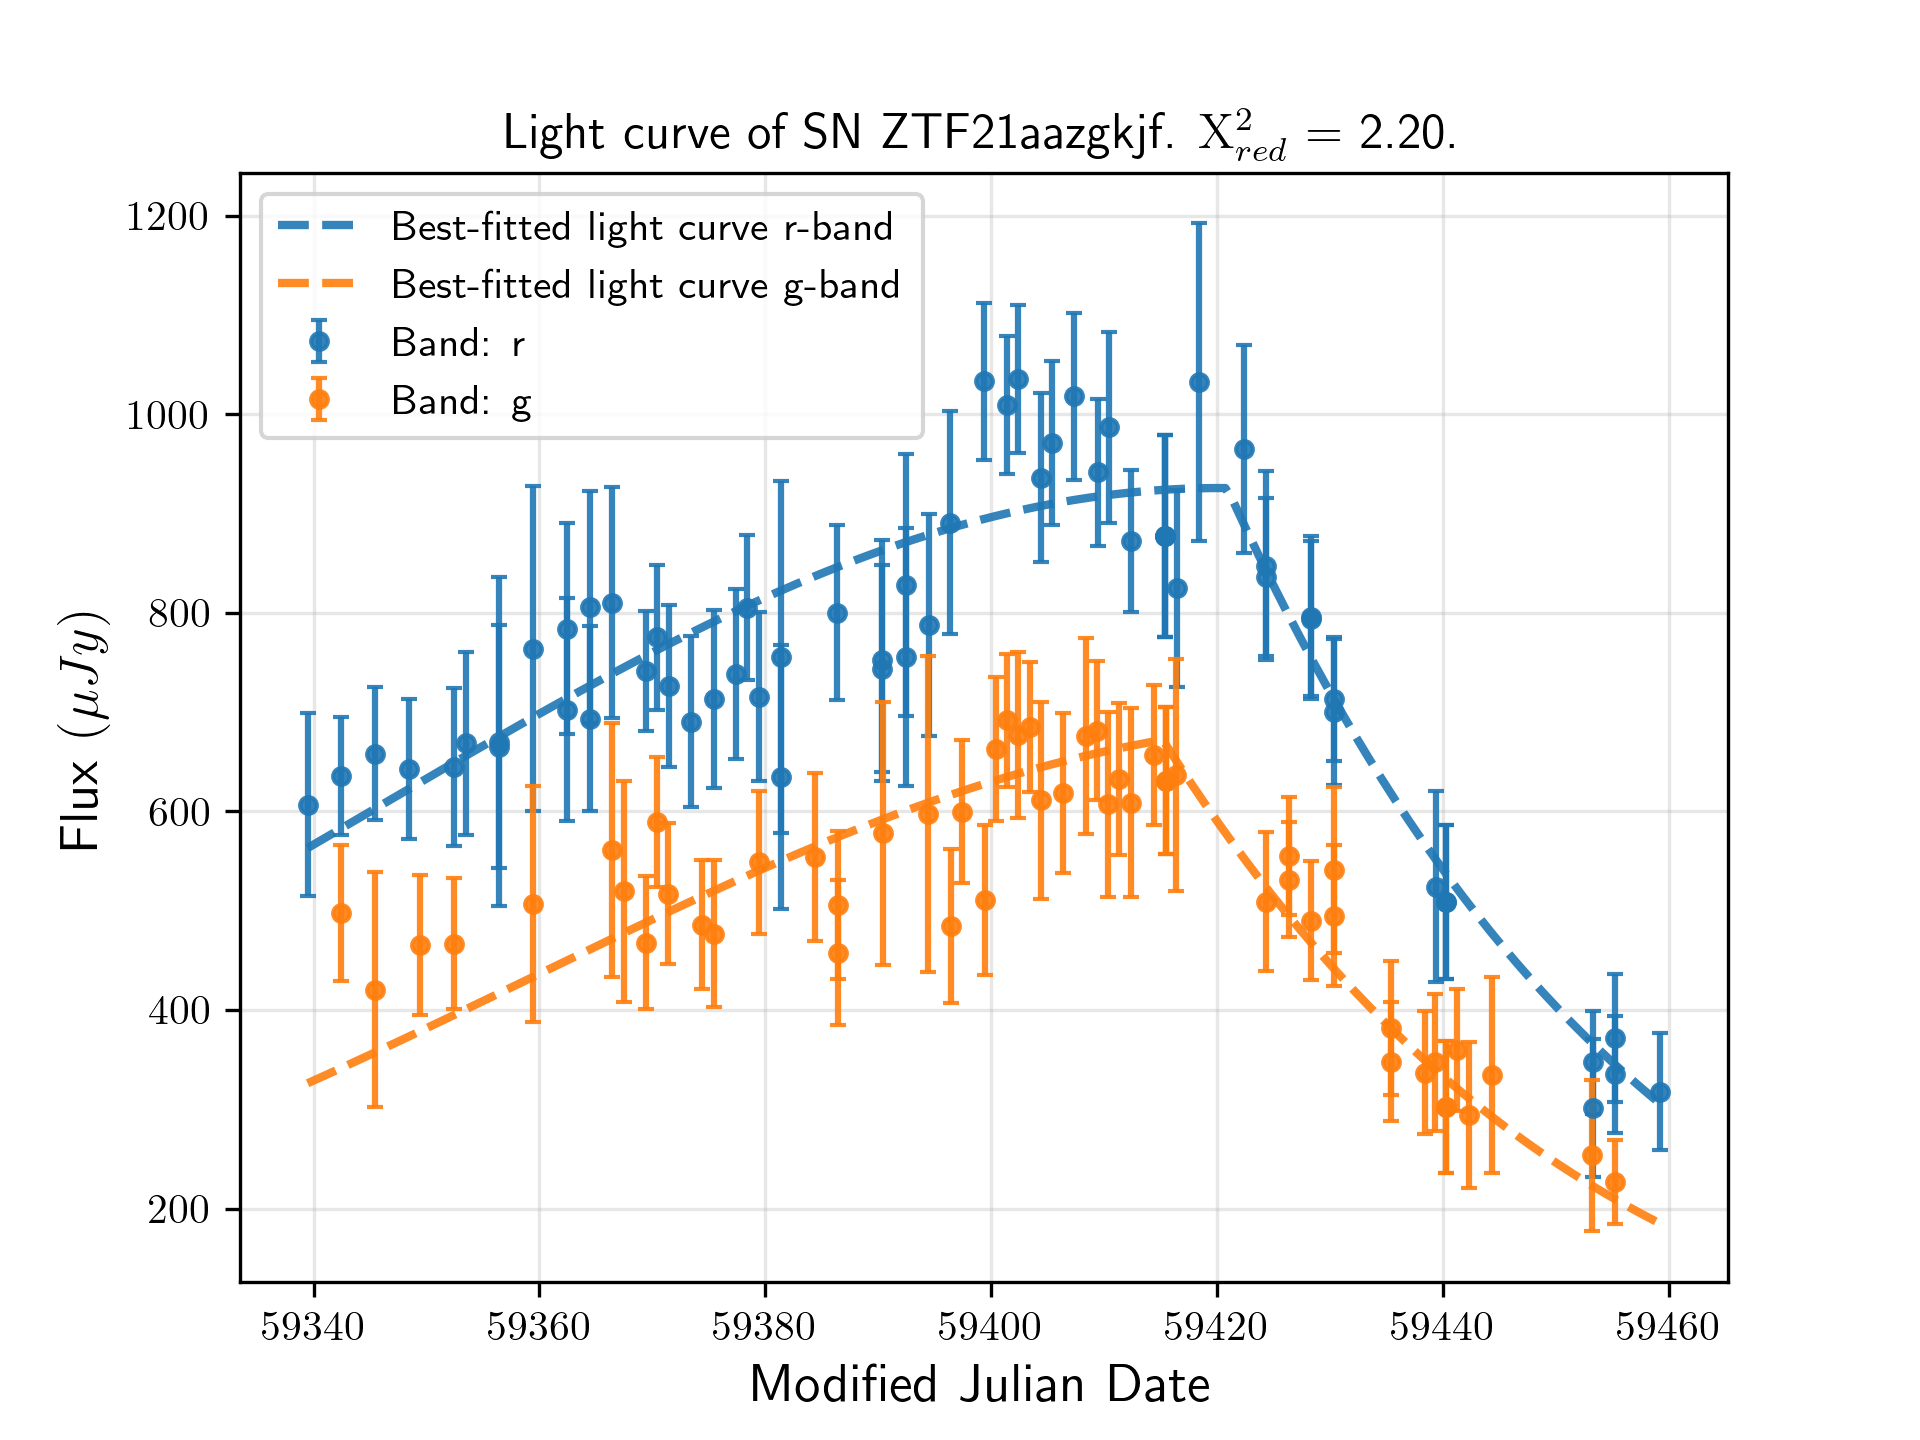 Light curve of SN ZTF21aazgkjf. X²_red = 2.20.
Best-fitted light curve r-band
Best-fitted light curve g-band
Band: r
Band: g
Flux (μJy)
1200
1000
800
600
400
200
59340 59360 59380 59400 59420 59440 59460
Modified Julian Date